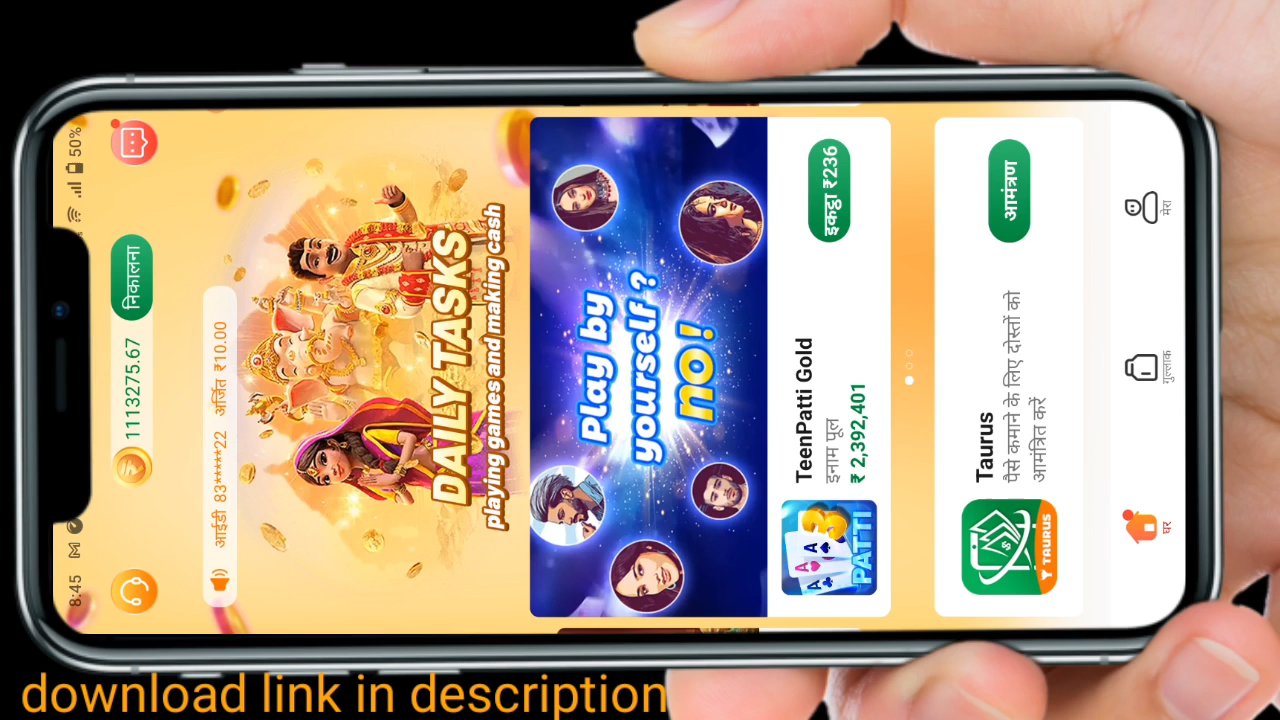 8:45
50%
1113275.67
निकालना
आईडी 83*****22 अर्जित ₹10.00
DAILY TASKS
playing games and making cash
Play by
yourself ?
no!
TeenPatti Gold
इनाम पूल
₹ 2,392,401
इकट्ठा ₹236
PATTI
Taurus
पैसे कमाने के लिए दोस्तों को
आमंत्रित करें
आमंत्रण
TAURUS
घर
गुल्लाक
मेरा
download link in description